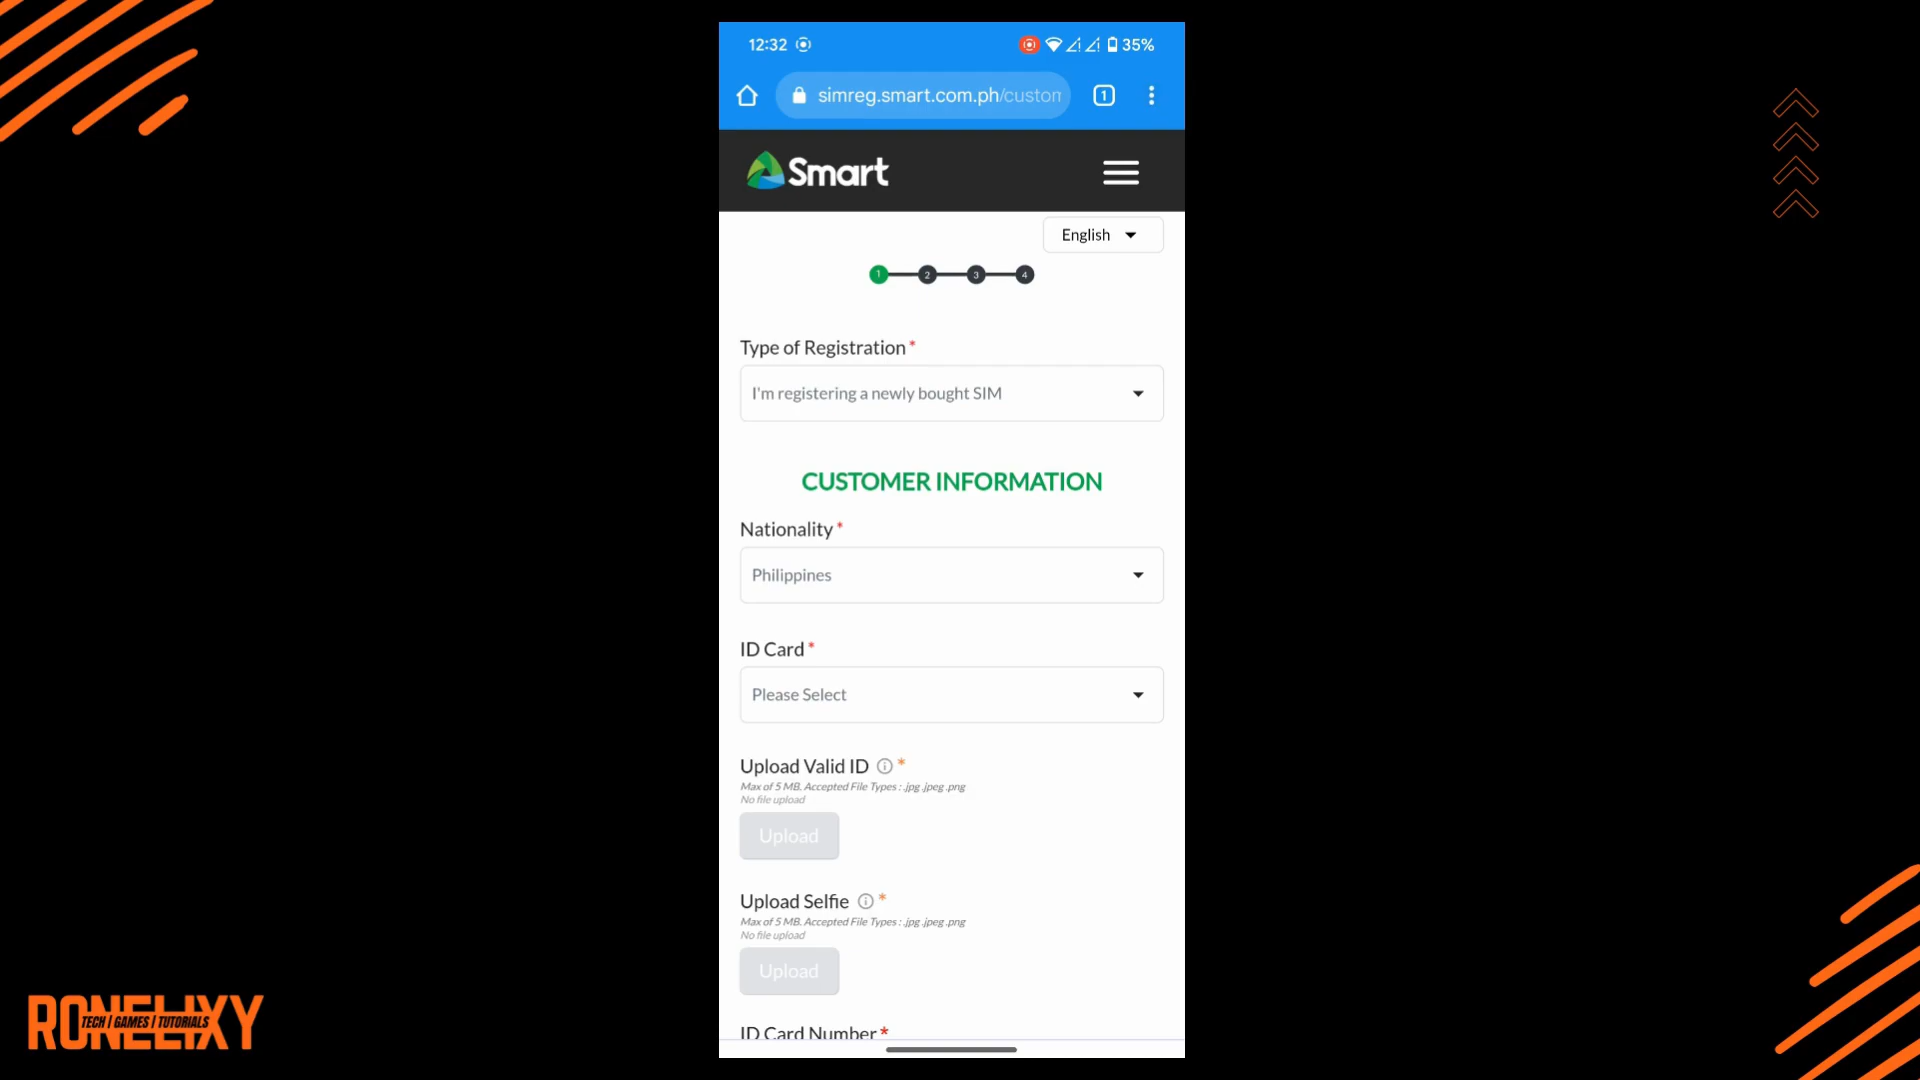 12:32
35%
simreg.smart.com.ph/custom
1
Smart
English
1 2 3 4
Type of Registration *
I'm registering a newly bought SIM
CUSTOMER INFORMATION
Nationality *
Philippines
ID Card *
Please Select
Upload Valid ID *
Max of 5 MB. Accepted File Types : .jpg .jpeg .png
No file upload
Upload
Upload Selfie *
Max of 5 MB. Accepted File Types : .jpg .jpeg .png
No file upload
Upload
ID Card Number *
RONELIXY
TECH | GAMES | TUTORIALS